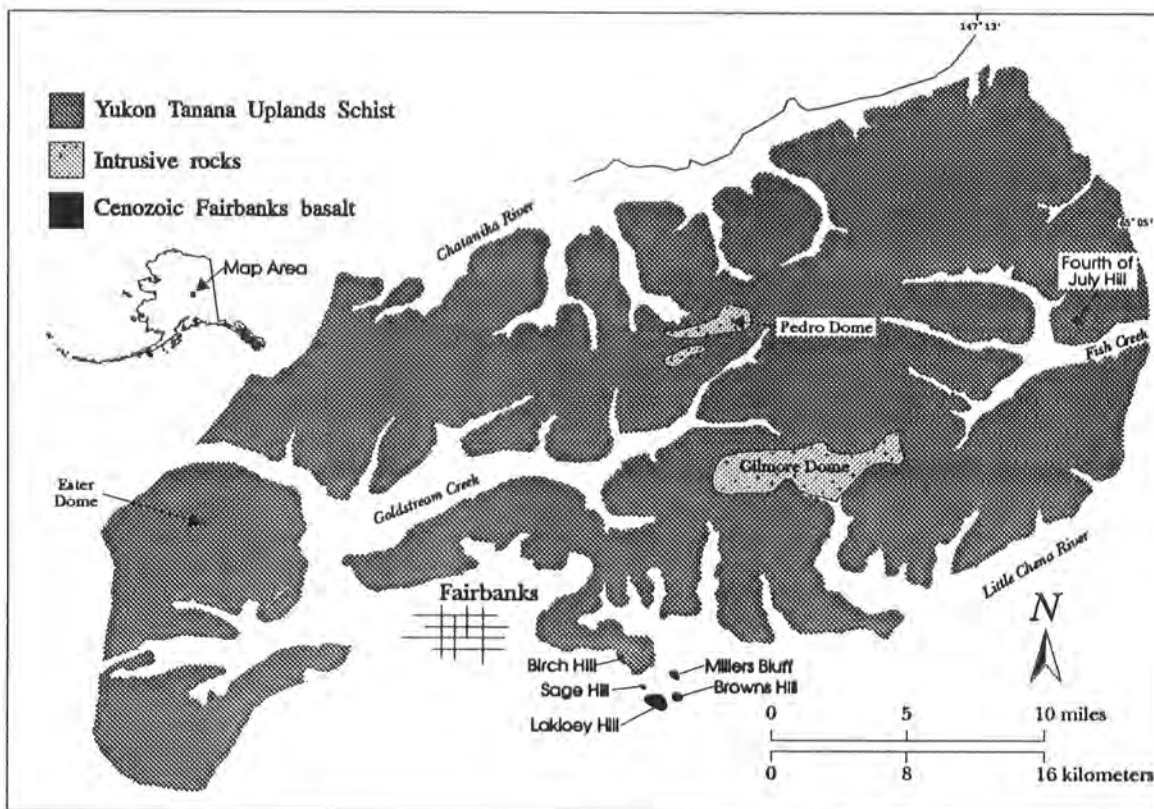 147° 13'
Yukon Tanana Uplands Schist
Intrusive rocks
Cenozoic Fairbanks basalt
Chatanika River
65° 05'
Map Area
Fourth of
July Hill
Pedro Dome
Fish Creek
Gilmore Dome
Ester
Dome
Goldstream Creek
Little Chena River
Fairbanks
N
Birch Hill
Millers Bluff
Sage Hill
Browns Hill
Lakloey Hill
0 5 10 miles
0 8 16 kilometers